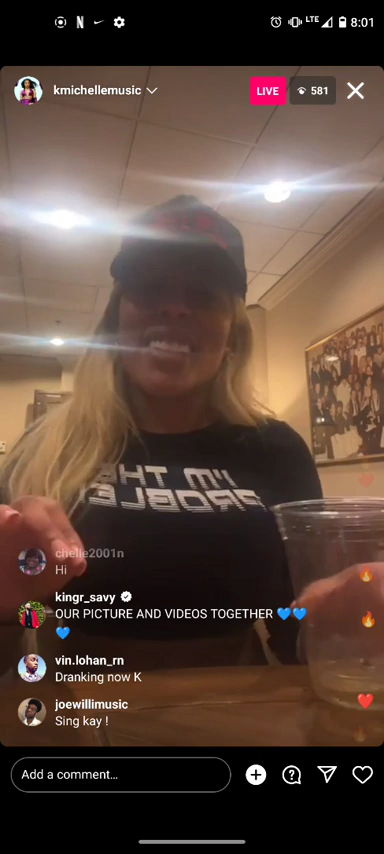 LTE
8:01
kmichellemusic
LIVE
581
I'M THE
PROBLEM
chelle2001n
Hi
kingr_savy
OUR PICTURE AND VIDEOS TOGETHER 💙💙
💙
vin.lohan_rn
Dranking now K
joewillimusic
Sing kay !
Add a comment...